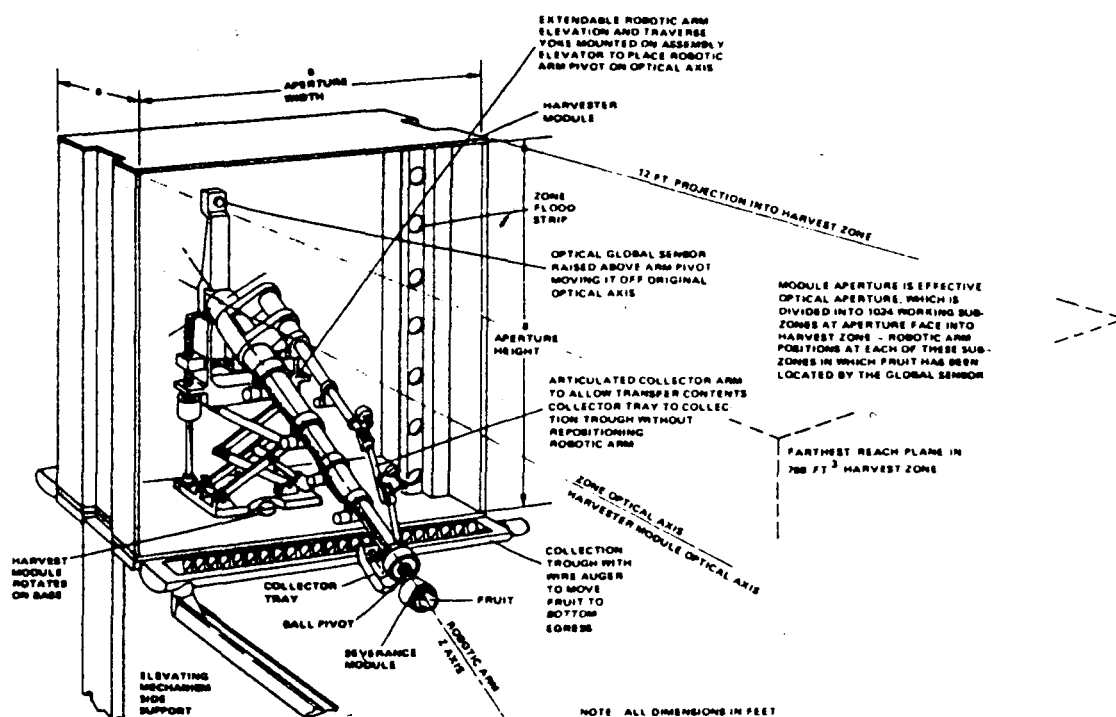 EXTENDABLE ROBOTIC ARM
ELEVATION AND TRAVERSE
YOKE MOUNTED ON ASSEMBLY
ELEVATOR TO PLACE ROBOTIC
ARM PIVOT ON OPTICAL AXIS
APERTURE
WIDTH
HARVESTER
MODULE
12 FT. PROJECTION INTO HARVEST ZONE
ZONE
FLOOD
STRIP
OPTICAL GLOBAL SENSOR
RAISED ABOVE ARM PIVOT
MOVING IT OFF ORIGINAL
OPTICAL AXIS
MODULE APERTURE IS EFFECTIVE
OPTICAL APERTURE, WHICH IS
DIVIDED INTO 1024 WORKING SUB-
ZONES AT APERTURE FACE INTO
HARVEST ZONE - ROBOTIC ARM
POSITIONS AT EACH OF THESE SUB-
ZONES IN WHICH FRUIT HAS BEEN
LOCATED BY THE GLOBAL SENSOR
8
APERTURE
HEIGHT
ARTICULATED COLLECTOR ARM
TO ALLOW TRANSFER CONTENTS
COLLECTOR TRAY TO COLLEC-
TION TROUGH WITHOUT
REPOSITIONING
ROBOTIC ARM
FARTHEST REACH PLANE IN
FT³ HARVEST ZONE
ZONE OPTICAL AXIS
HARVESTER MODULE OPTICAL AXIS
HARVEST
MODULE
ROTATES
ON BASE
COLLECTOR
TRAY
BALL PIVOT
SEVERANCE
MODULE
FRUIT
COLLECTION
TROUGH WITH
WIRE AUGER
TO MOVE
FRUIT TO
BOTTOM
EGRESS
ROBOTIC ARM
Z AXIS
ELEVATING
MECHANISM
SIDE
SUPPORT
NOTE ALL DIMENSIONS IN FEET